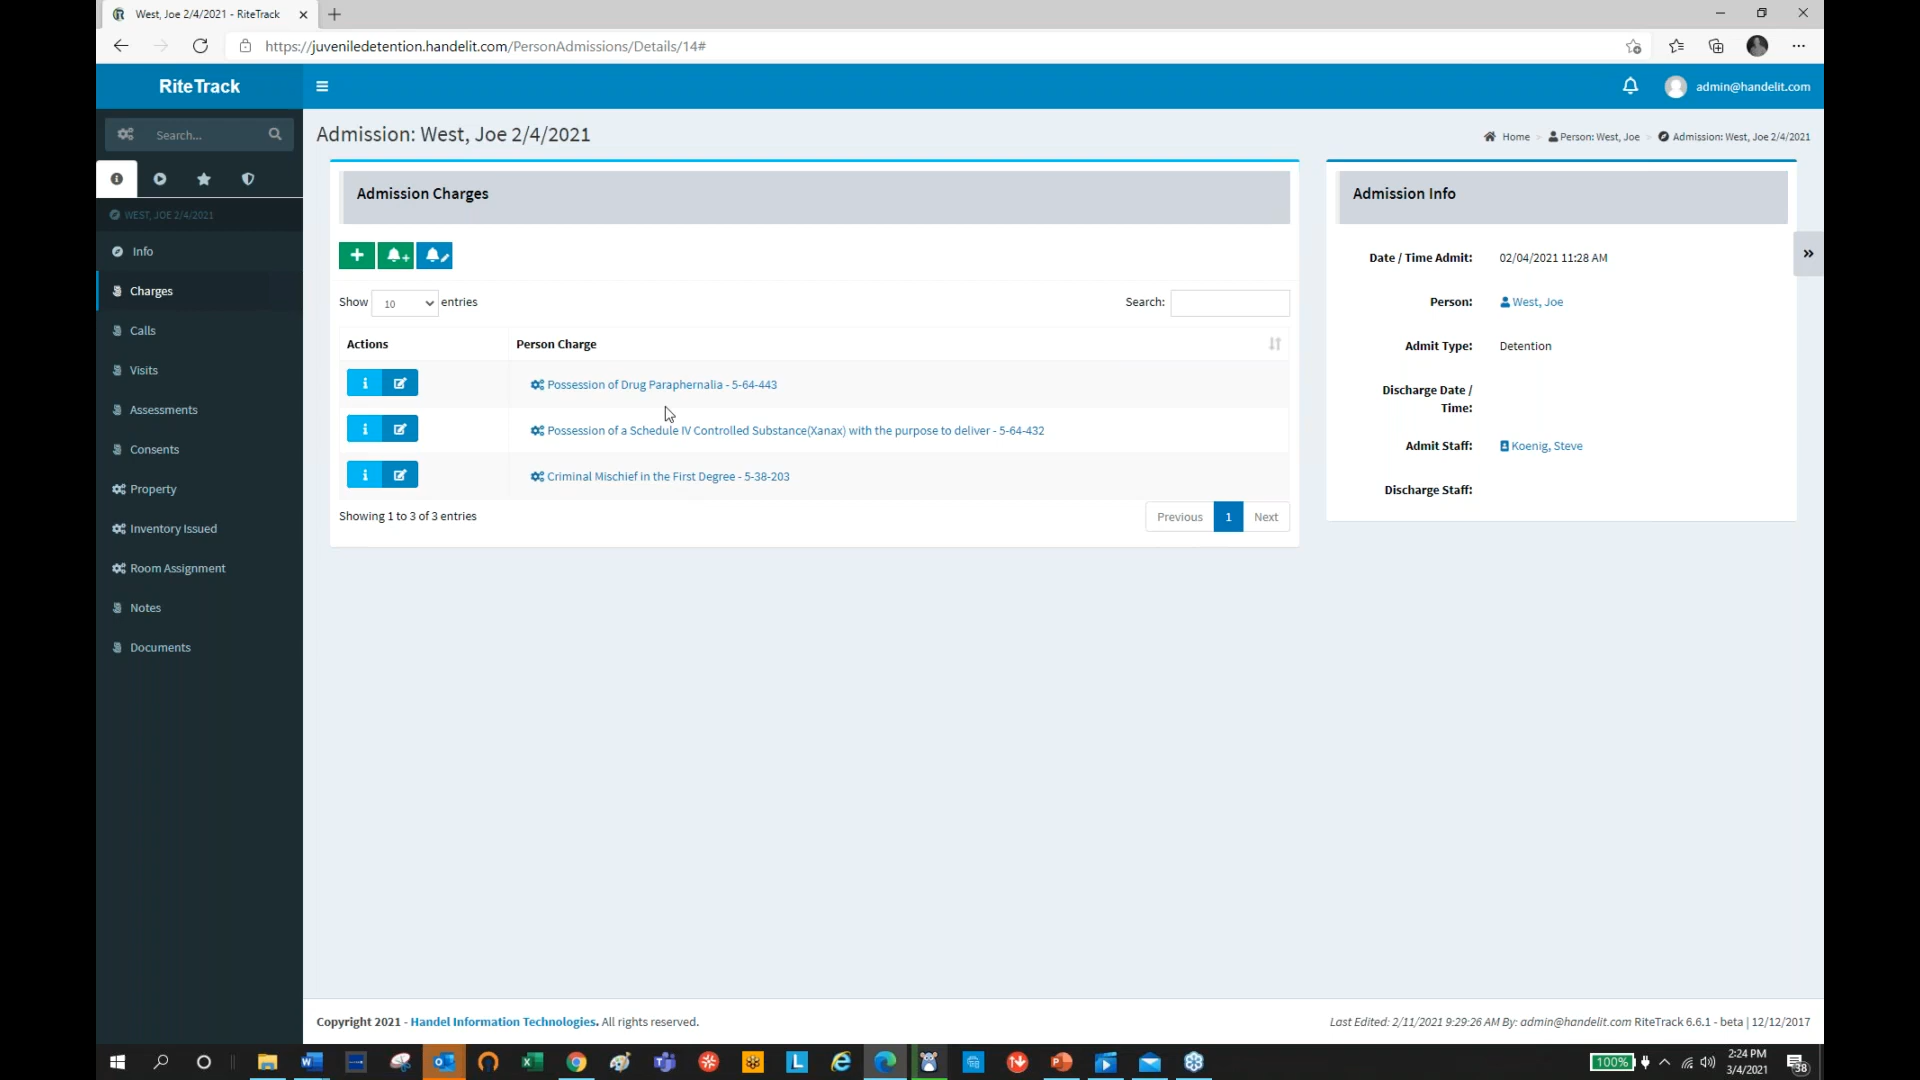 West, Joe 2/4/2021 - RiteTrack
https://juveniledetention.handelit.com/PersonAdmissions/Details/14#
RiteTrack
admin@handelit.com
Search...
Admission: West, Joe 2/4/2021
Home
Person: West, Joe
Admission: West, Joe 2/4/2021
WEST, JOE 2/4/2021
Info
Charges
Calls
Visits
Assessments
Consents
Property
Inventory Issued
Room Assignment
Notes
Documents
Admission Charges
Show 10 entries
Search:
Actions Person Charge
Possession of Drug Paraphernalia - 5-64-443
Possession of a Schedule IV Controlled Substance(Xanax) with the purpose to deliver - 5-64-432
Criminal Mischief in the First Degree - 5-38-203
Showing 1 to 3 of 3 entries
Previous 1 Next
Admission Info
Date / Time Admit: 02/04/2021 11:28 AM
Person: West, Joe
Admit Type: Detention
Discharge Date /
Time:
Admit Staff: Koenig, Steve
Discharge Staff:
Copyright 2021 - Handel Information Technologies. All rights reserved.
Last Edited: 2/11/2021 9:29:26 AM By: admin@handelit.com RiteTrack 6.6.1 - beta | 12/12/2017
100%
2:24 PM
3/4/2021
38